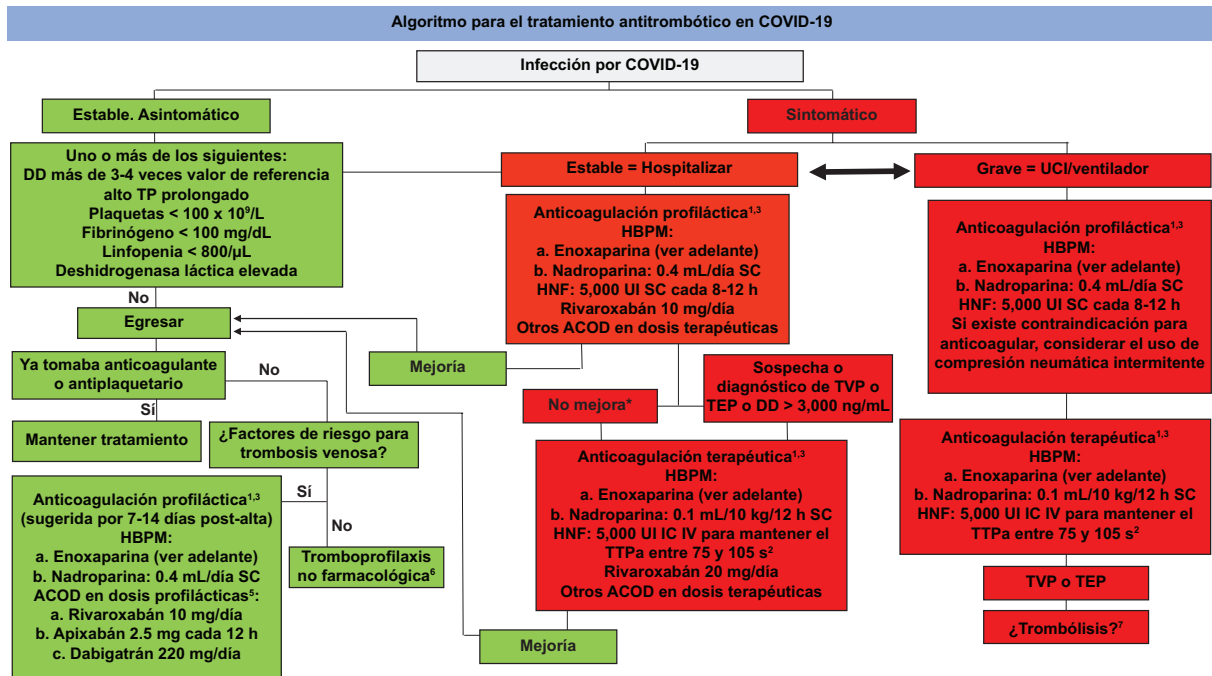 Algoritmo para el tratamiento antitrombótico en COVID-19
Infección por COVID-19
Estable. Asintomático
Uno o más de los siguientes:
DD más de 3-4 veces valor de referencia
alto TP prolongado
Plaquetas < 100 x 10⁹/L
Fibrinógeno < 100 mg/dL
Linfopenia < 800/µL
Deshidrogenasa láctica elevada
No
Egresar
Ya tomaba anticoagulante
o antiplaquetario
Sí
No
Mantener tratamiento
¿Factores de riesgo para
trombosis venosa?
Sí
No
Anticoagulación profiláctica¹,³
(sugerida por 7-14 días post-alta)
HBPM:
a. Enoxaparina (ver adelante)
b. Nadroparina: 0.4 mL/día SC
ACOD en dosis profilácticas⁵:
a. Rivaroxabán 10 mg/día
b. Apixabán 2.5 mg cada 12 h
c. Dabigatrán 220 mg/día
Tromboprofilaxis
no farmacológica⁶
Sintomático
Estable = Hospitalizar
Anticoagulación profiláctica¹,³
HBPM:
a. Enoxaparina (ver adelante)
b. Nadroparina: 0.4 mL/día SC
HNF: 5,000 UI SC cada 8-12 h
Rivaroxabán 10 mg/día
Otros ACOD en dosis terapéuticas
Mejoría
No mejora*
Sospecha o
diagnóstico de TVP o
TEP o DD > 3,000 ng/mL
Anticoagulación terapéutica¹,³
HBPM:
a. Enoxaparina (ver adelante)
b. Nadroparina: 0.1 mL/10 kg/12 h SC
HNF: 5,000 UI IC IV para mantener el
TTPa entre 75 y 105 s²
Rivaroxabán 20 mg/día
Otros ACOD en dosis terapéuticas
Mejoría
Grave = UCI/ventilador
Anticoagulación profiláctica¹,³
HBPM:
a. Enoxaparina (ver adelante)
b. Nadroparina: 0.4 mL/día SC
HNF: 5,000 UI SC cada 8-12 h
Si existe contraindicación para
anticoagular, considerar el uso de
compresión neumática intermitente
Anticoagulación terapéutica¹,³
HBPM:
a. Enoxaparina (ver adelante)
b. Nadroparina: 0.1 mL/10 kg/12 h SC
HNF: 5,000 UI IC IV para mantener el
TTPa entre 75 y 105 s²
TVP o TEP
¿Trombólisis?⁷